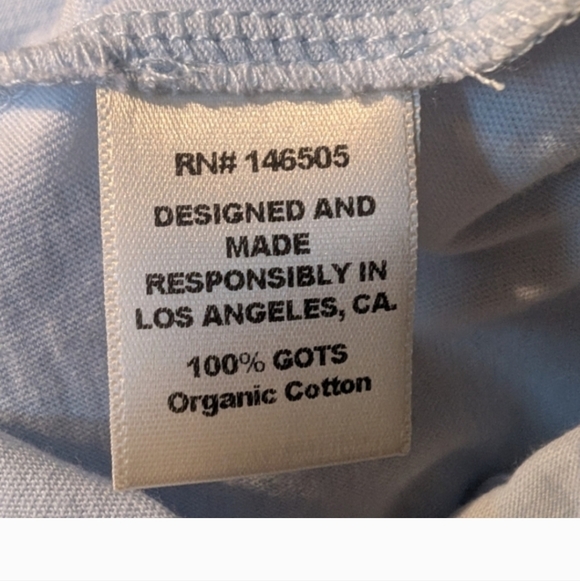 RN# 146505
DESIGNED AND
MADE
RESPONSIBLY IN
LOS ANGELES, CA.
100% GOTS
Organic Cotton